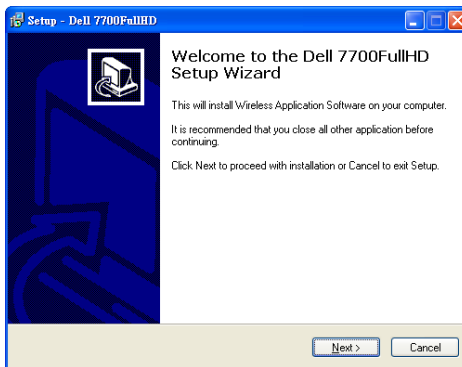 Setup - Dell 7700FullHD
Welcome to the Dell 7700FullHD
Setup Wizard
This will install Wireless Application Software on your computer.
It is recommended that you close all other application before
continuing.
Click Next to proceed with installation or Cancel to exit Setup.
Next >
Cancel